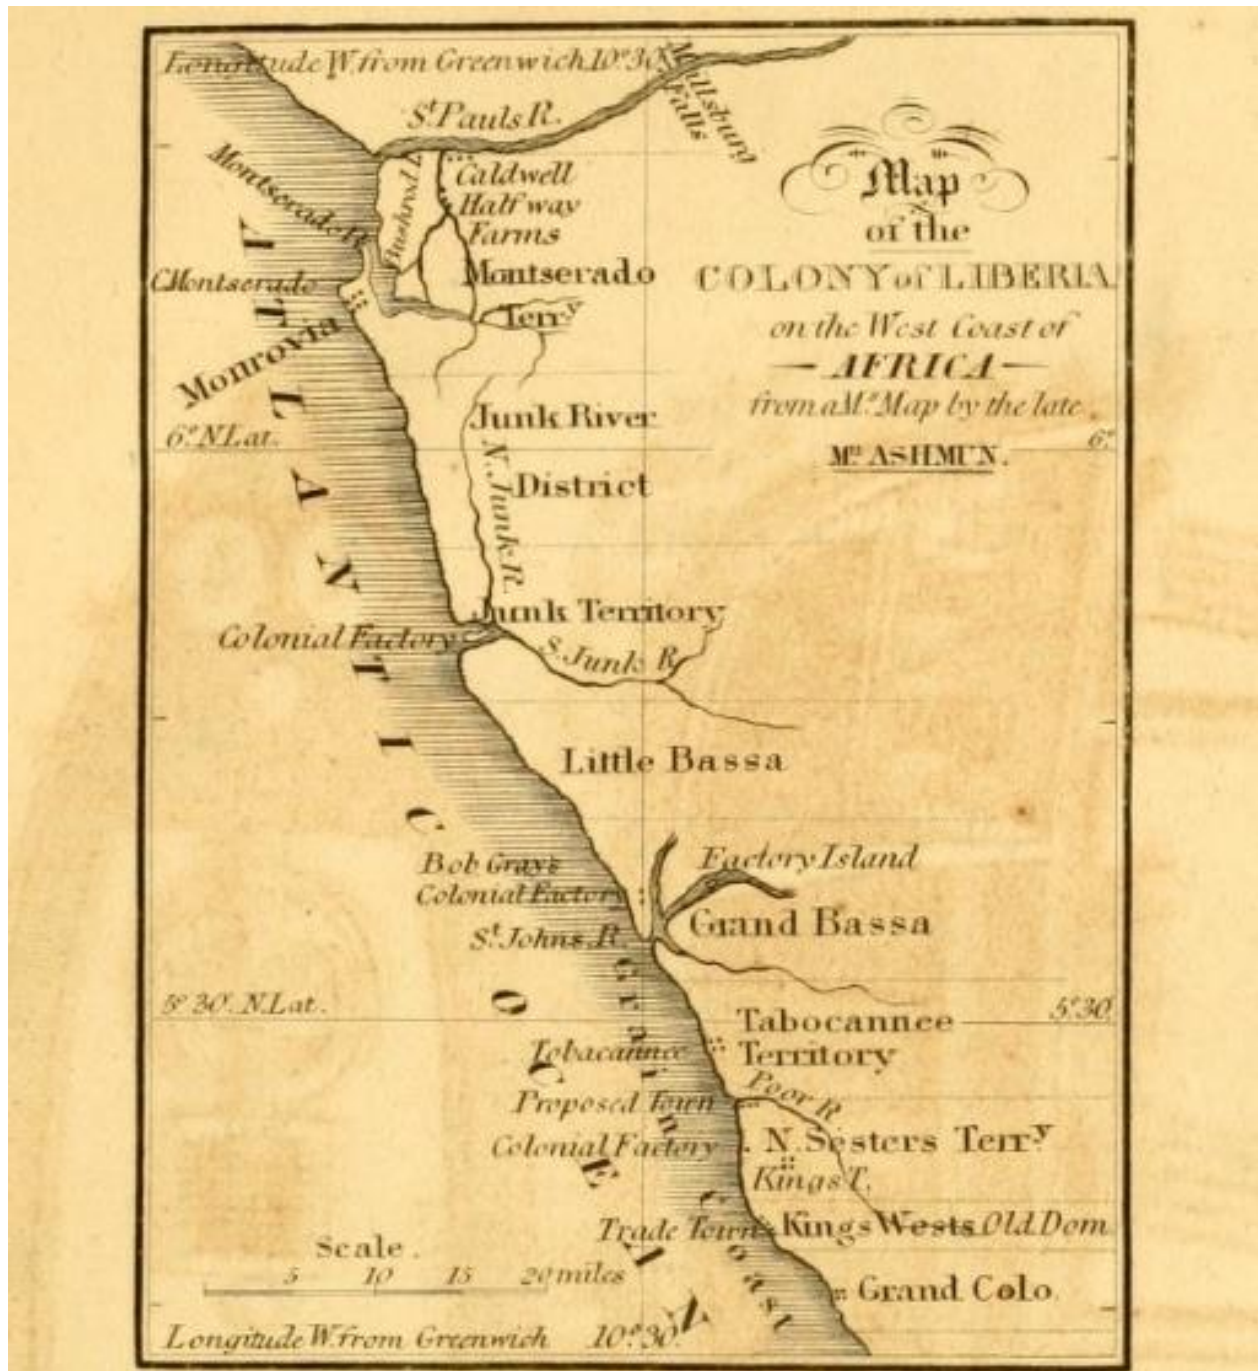 Longitude W. from Greenwich 10°30'
Millsburg
Falls
St. Pauls R.
Map
of the
COLONY of LIBERIA
on the West Coast of
AFRICA
from a Ms. Map by the late
Mr. ASHMUN.
Montserado R.
Bushrod I.
Caldwell
Half way
Farms
C. Montserado
Montserado
Terry.
Monrovia
ATLANTIC OCEAN
Junk River
District
6° N. Lat.
6°
N. Junk R.
Junk Territory
Colonial Factory
S. Junk R.
Little Bassa
Bob Grays
Colonial Factory
Factory Island
Grand Bassa
St. Johns R.
Grain Coast
5° 30'. N. Lat.
5° 30'.
Tabocannee
Territory
Tobacannee
Poor R
Proposed Town
Colonial Factory
N. Sesters Terry
Kings T.
Trade Town
Kings Wests Old Dom
Grand Colo.
Scale.
5 10 15 20 miles
Longitude W. from Greenwich 10°30'.